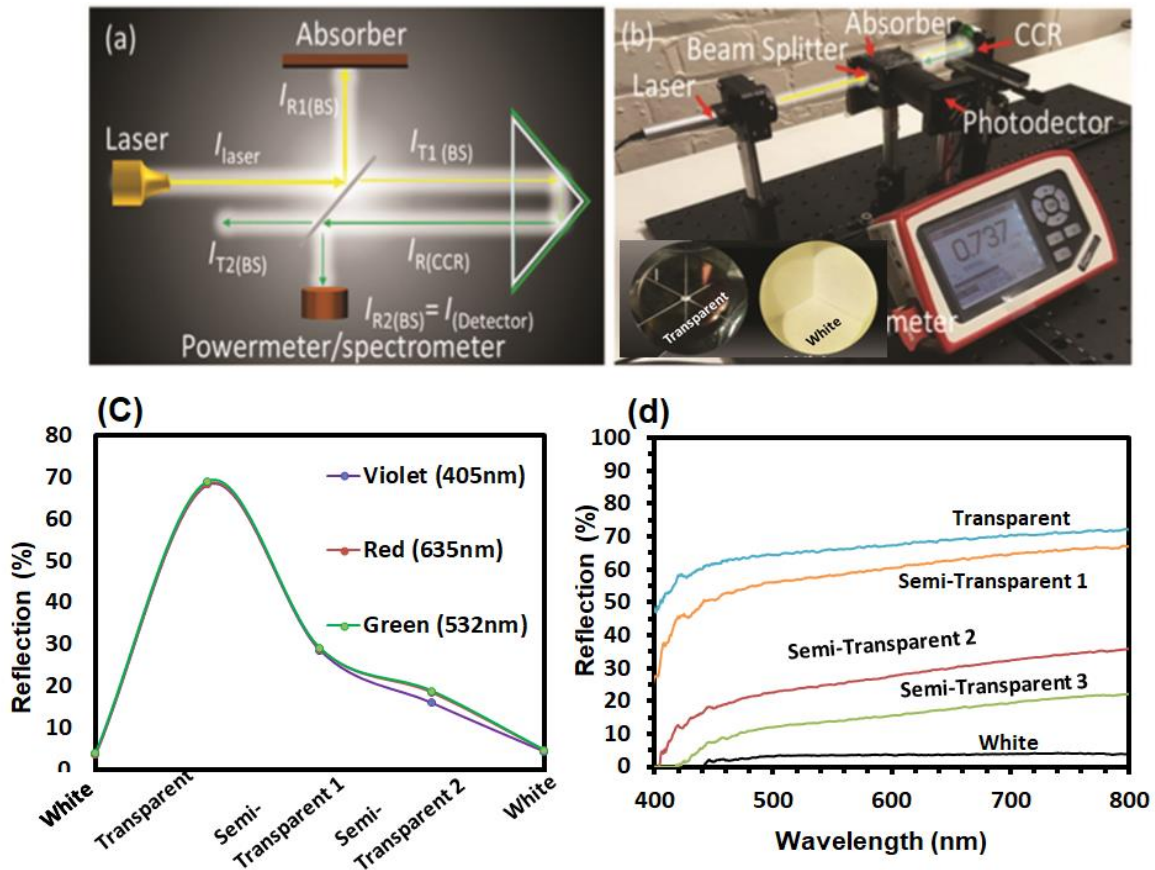 (a)
Absorber
I_R1(BS)
Laser
I_laser
I_T1 (BS)
I_T2(BS)
I_R(CCR)
I_R2(BS) = I_(Detector)
Powermeter/spectrometer
(b)
Absorber
Beam Splitter
CCR
Laser
Photodector
0.737
Transparent
White
meter
(C)
80
70
60
50
40
30
20
10
0
Reflection (%)
Violet (405nm)
Red (635nm)
Green (532nm)
White
Transparent
Semi-
Transparent 1
Semi-
Transparent 2
White
(d)
100
90
80
70
60
50
40
30
20
10
0
Reflection (%)
Transparent
Semi-Transparent 1
Semi-Transparent 2
Semi-Transparent 3
White
400
500
600
700
800
Wavelength (nm)